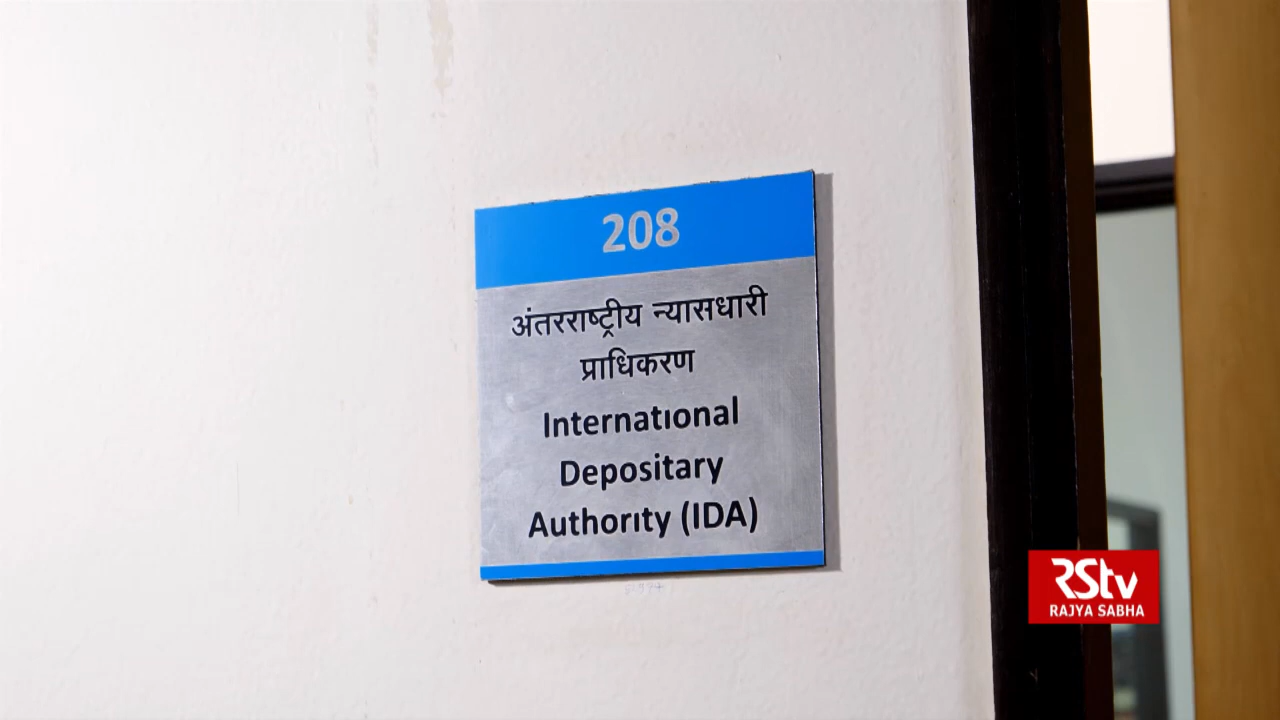 208
अंतरराष्ट्रीय न्यासधारी
प्राधिकरण
International
Depositary
Authority (IDA)
RStv
RAJYA SABHA